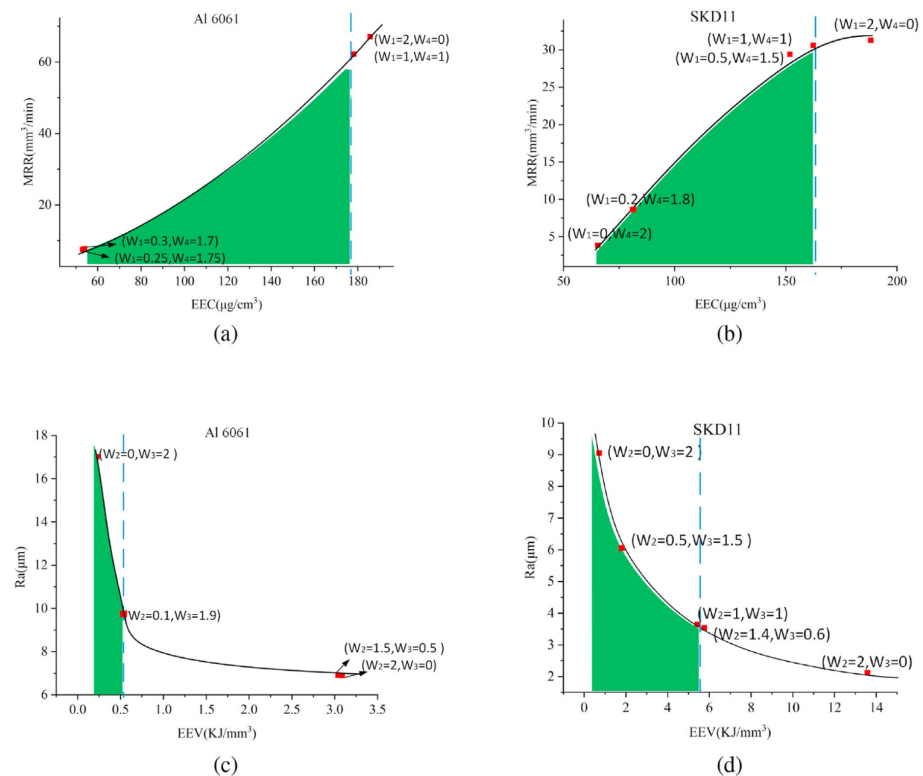 Al 6061
MRR(mm³/min)
60
40
20
(W₁=2,W₄=0)
(W₁=1,W₄=1)
(W₁=0.3,W₄=1.7)
(W₁=0.25,W₄=1.75)
60 80 100 120 140 160 180 200
EEC(μg/cm³)
(a)
SKD11
MRR(mm³/min)
35
30
25
20
15
10
5
(W₁=2,W₄=0)
(W₁=1,W₄=1)
(W₁=0.5,W₄=1.5)
(W₁=0.2,W₄=1.8)
(W₁=0,W₄=2)
50 100 150 200
EEC(μg/cm³)
(b)
Al 6061
Ra(μm)
18
16
14
12
10
8
6
(W₂=0,W₃=2 )
(W₂=0.1,W₃=1.9)
(W₂=1.5,W₃=0.5 )
(W₂=2,W₃=0)
0.0 0.5 1.0 1.5 2.0 2.5 3.0 3.5
EEV(KJ/mm³)
(c)
SKD11
Ra(μm)
10
9
8
7
6
5
4
3
2
(W₂=0,W₃=2 )
(W₂=0.5,W₃=1.5 )
(W₂=1,W₃=1)
(W₂=1.4,W₃=0.6)
(W₂=2,W₃=0)
0 2 4 6 8 10 12 14
EEV(KJ/mm³)
(d)